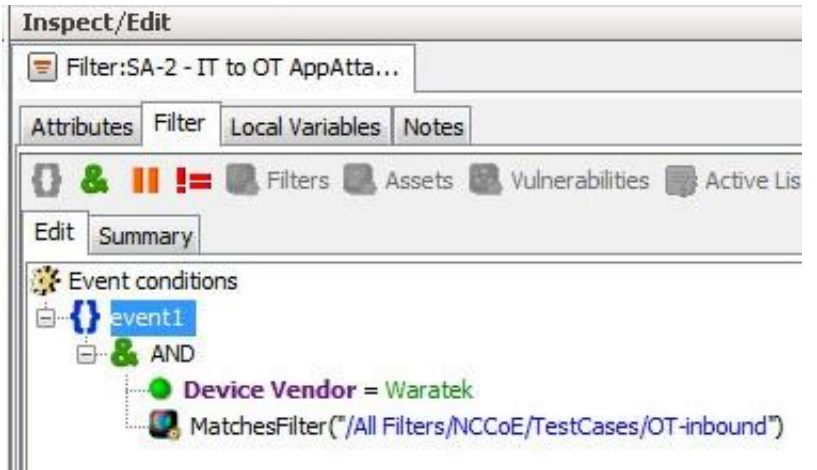 Inspect/Edit
Filter:SA-2 - IT to OT AppAtta...
Attributes Filter Local Variables Notes
Filters Assets Vulnerabilities Active Lis
Edit Summary
Event conditions
event1
& AND
Device Vendor = Waratek
MatchesFilter("/All Filters/NCCoE/TestCases/OT-inbound")